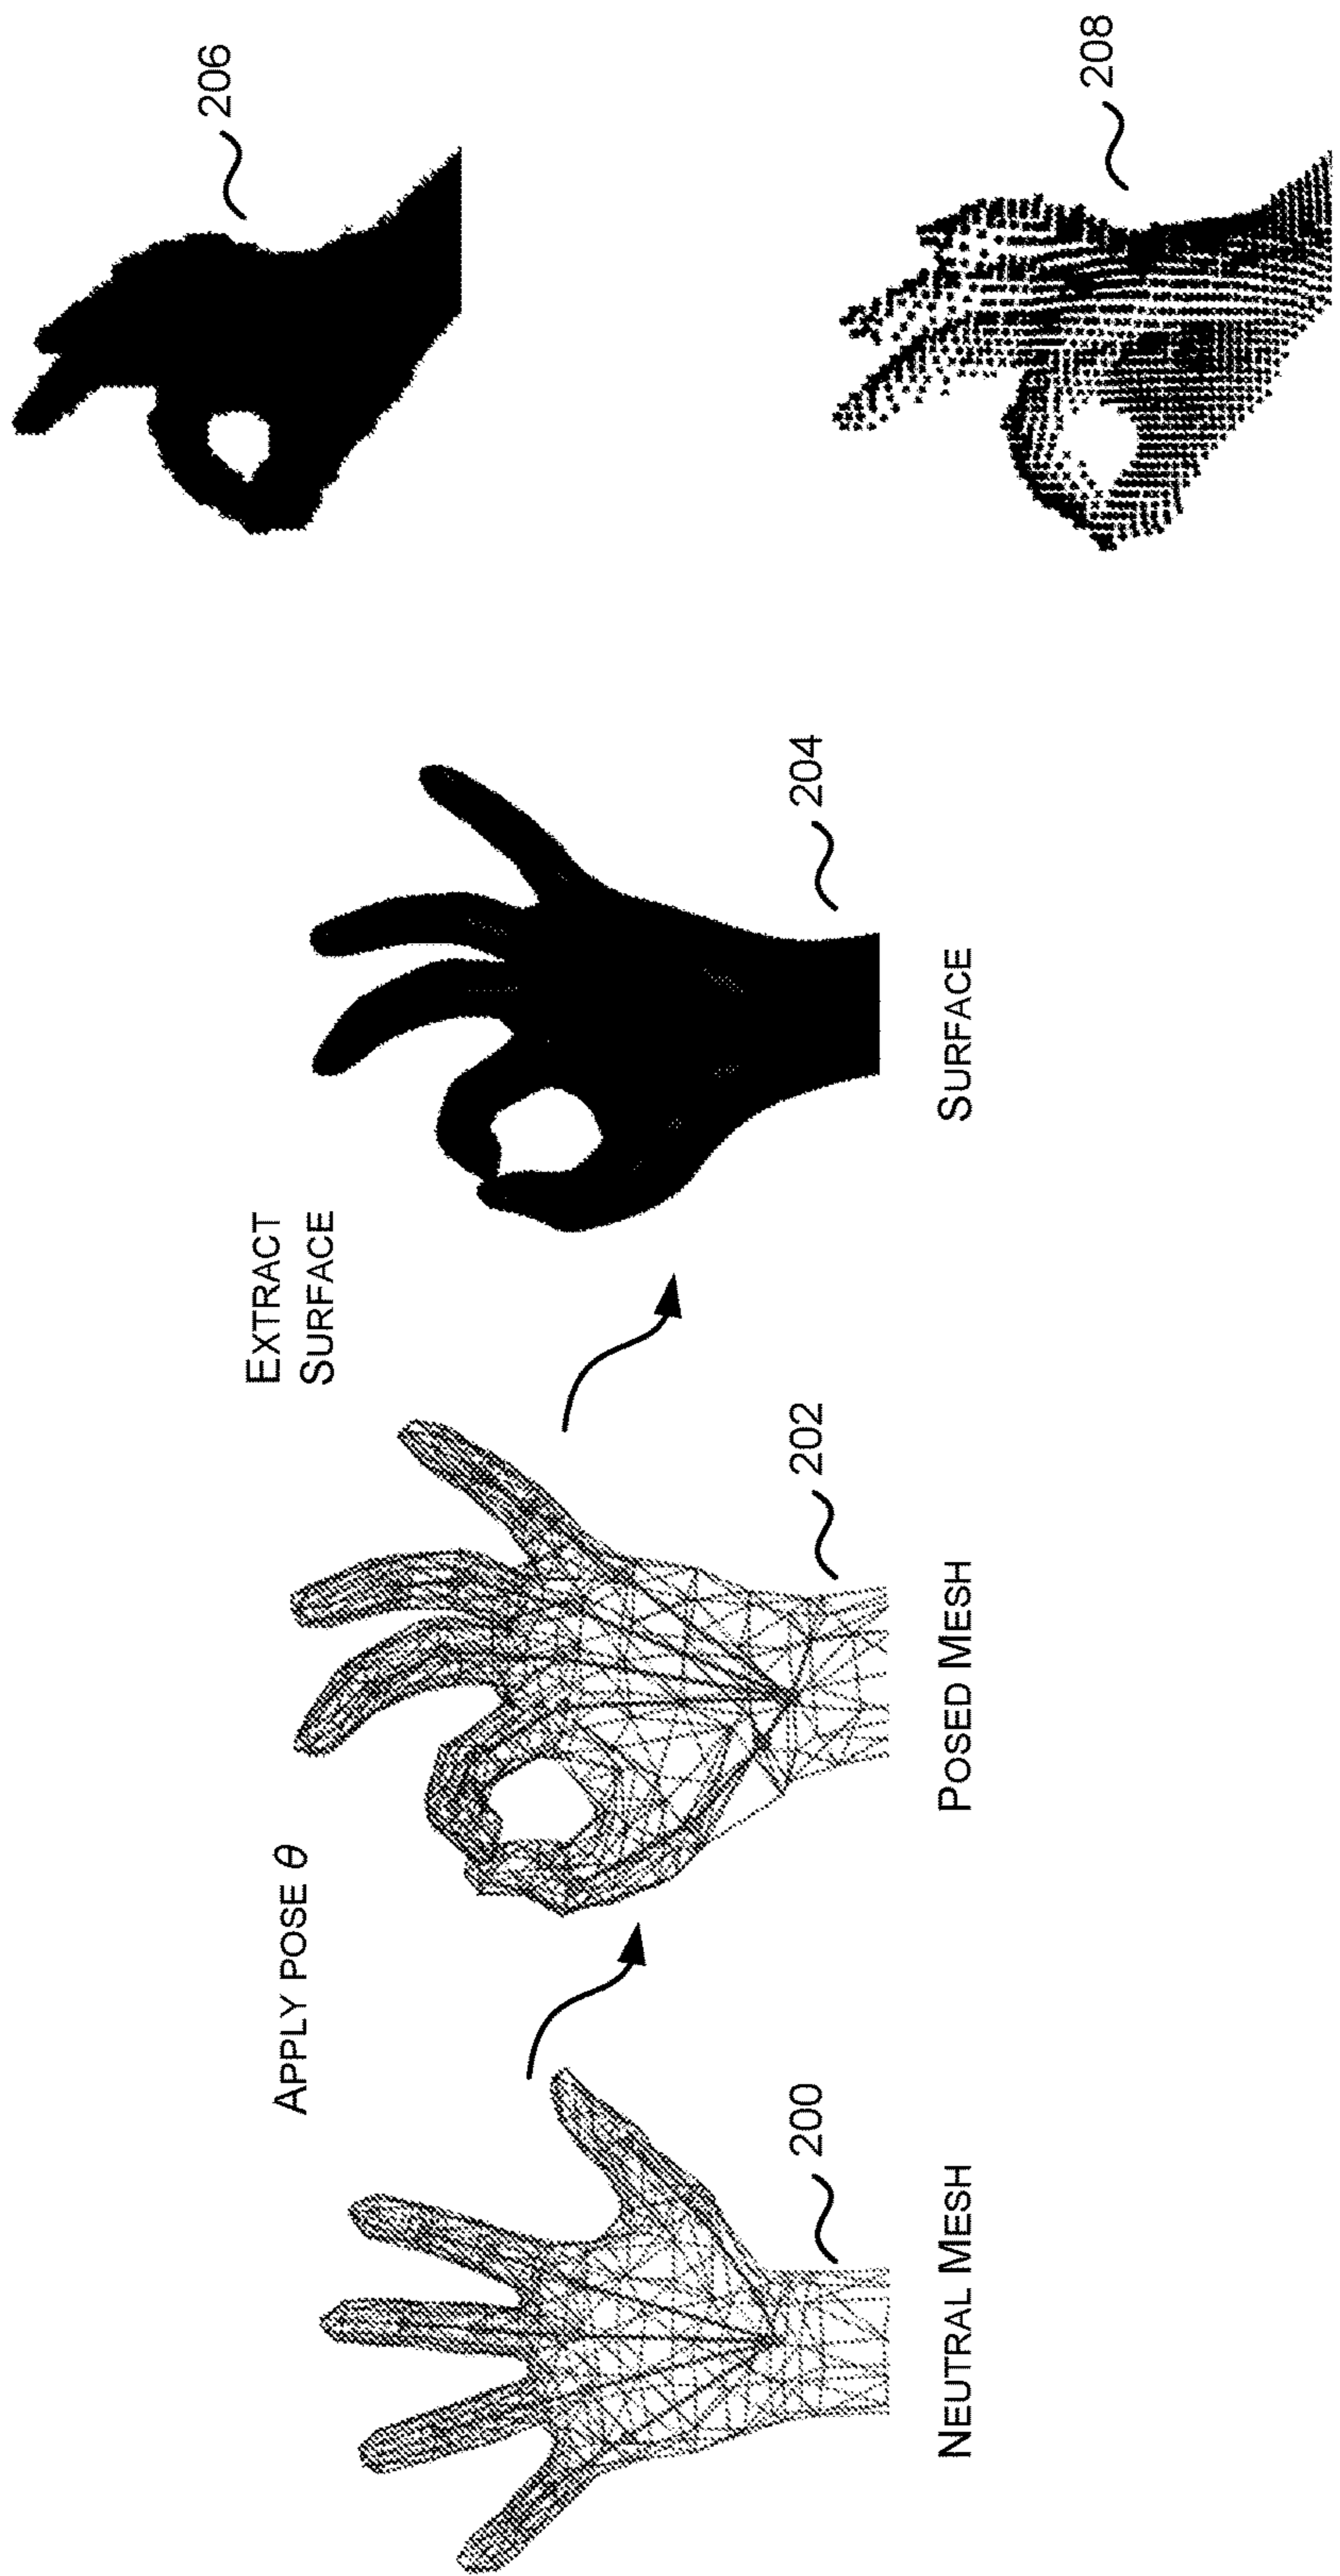 APPLY POSE θ
EXTRACT
SURFACE
200
NEUTRAL MESH
202
POSED MESH
204
SURFACE
206
208